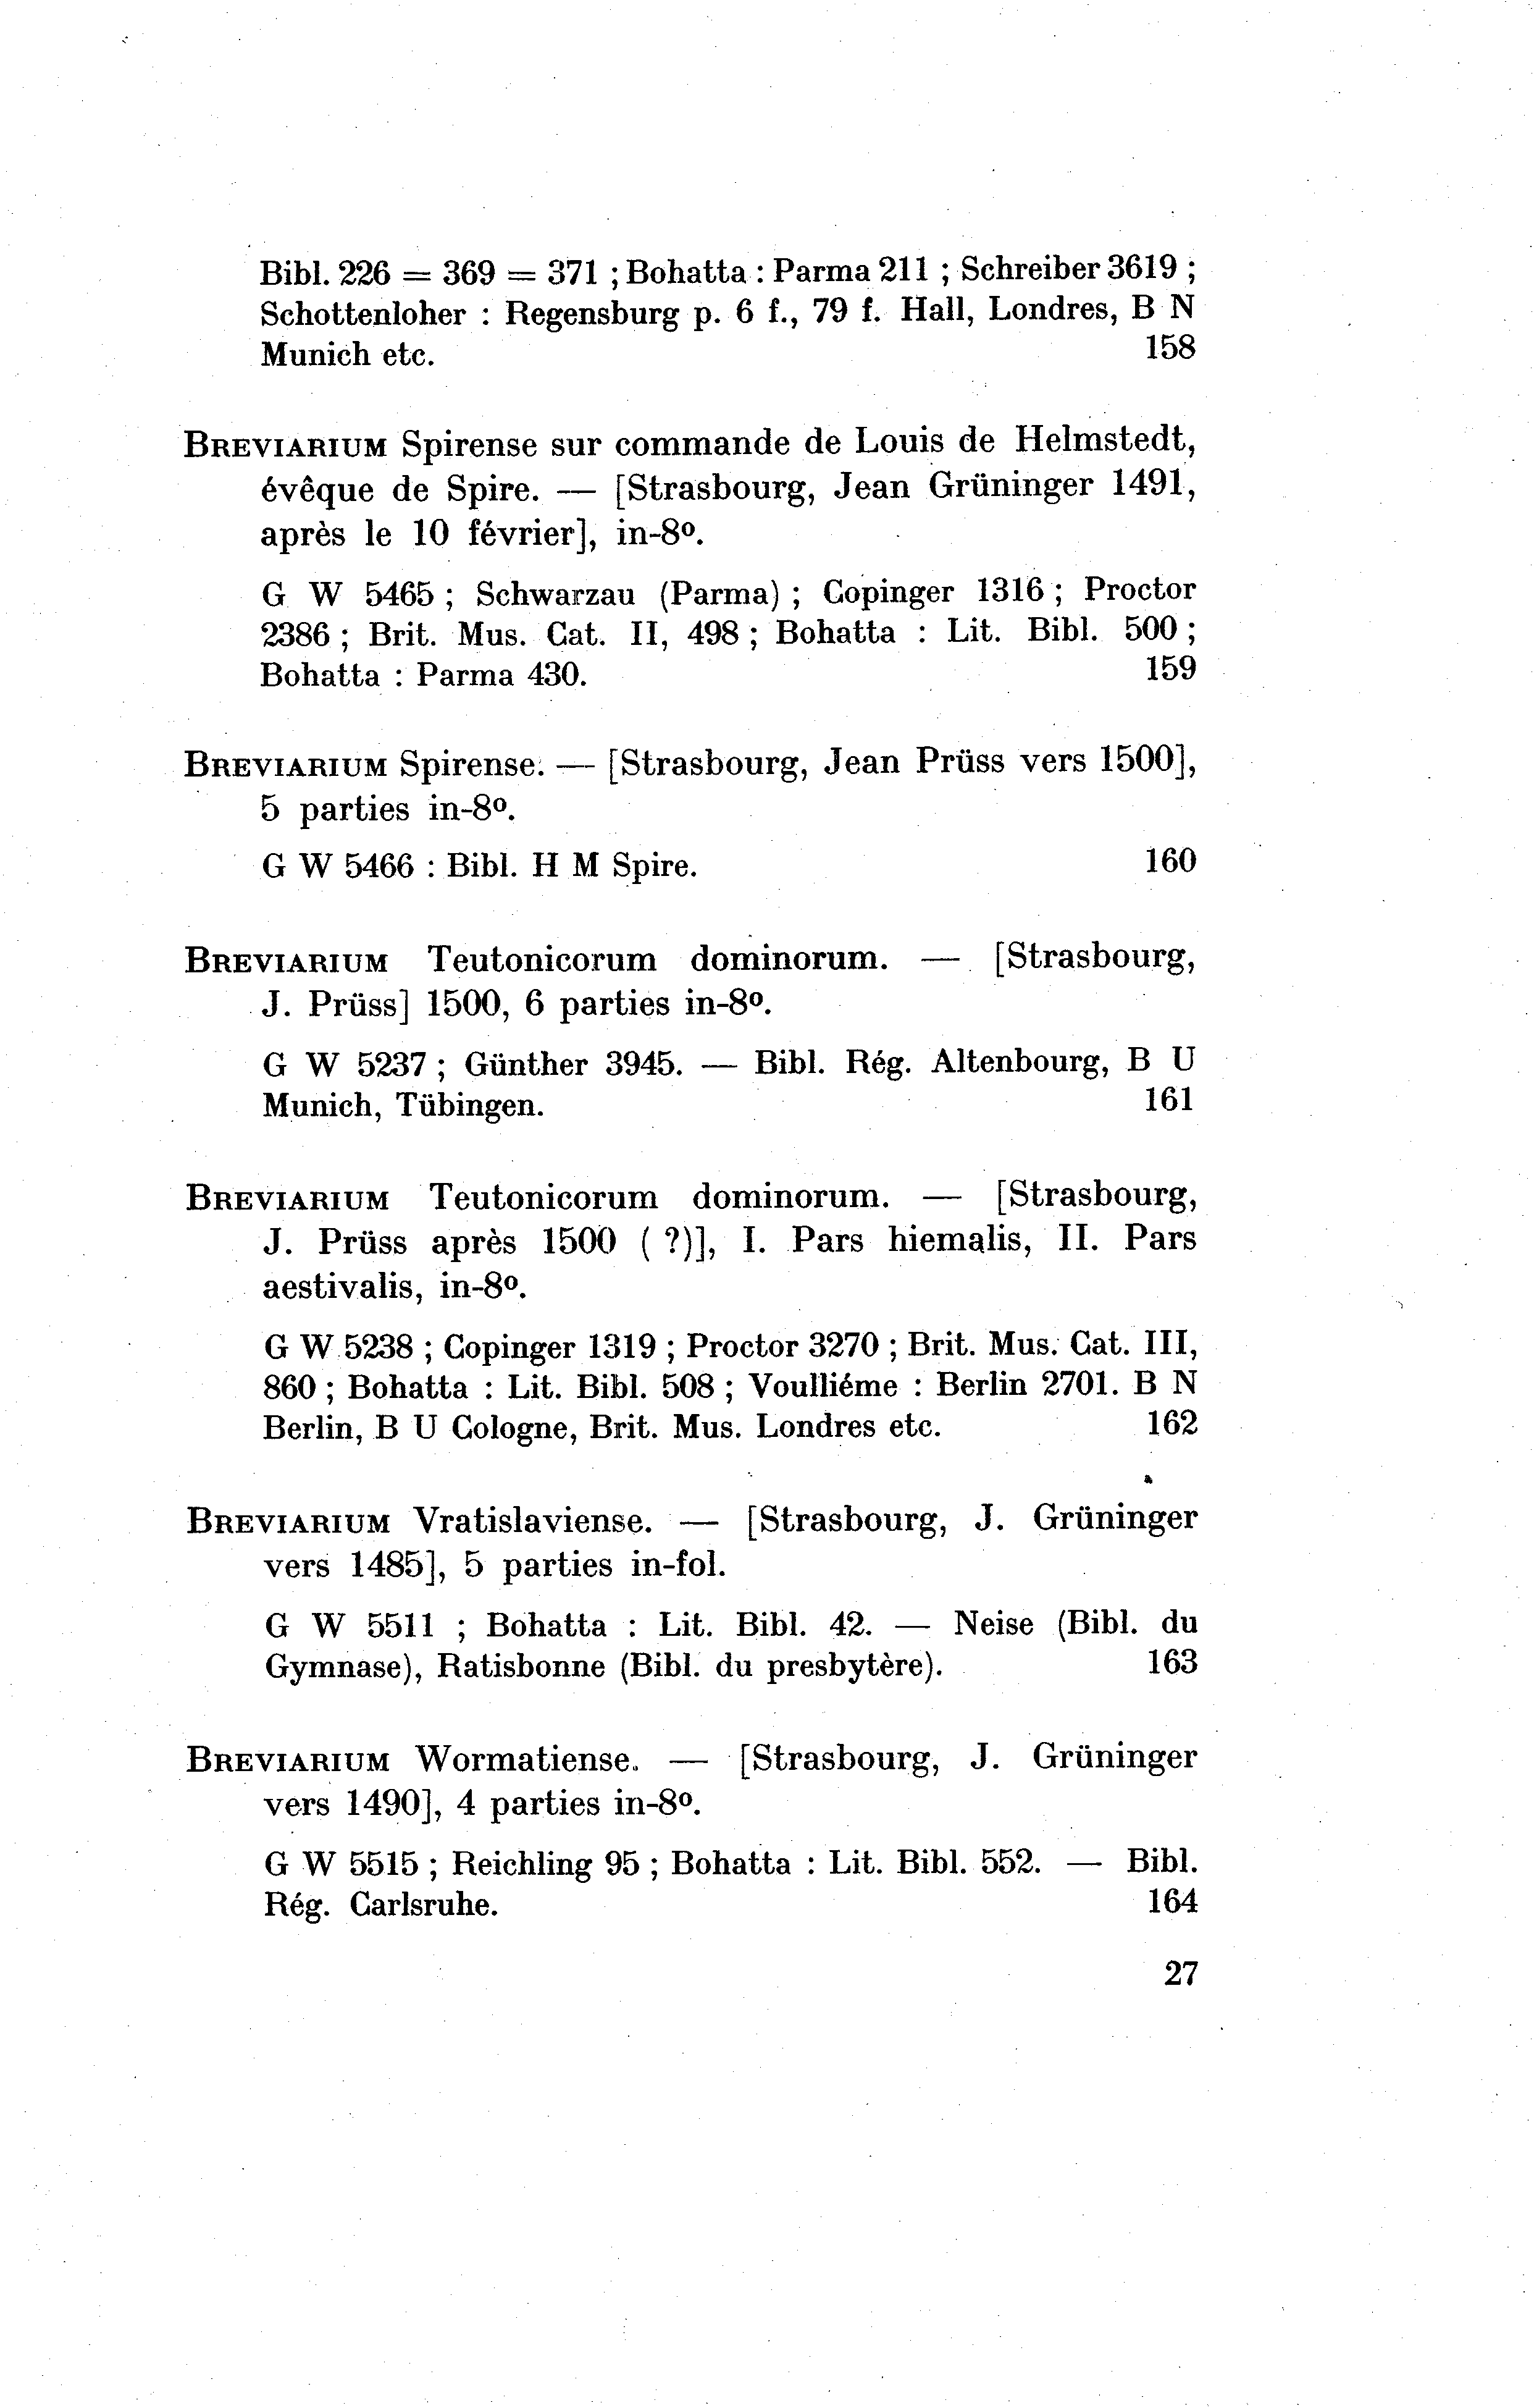 Bibl. 226 = 369 = 371 ; Bohatta : Parma 211 ; Schreiber 3619 ;
Schottenloher : Regensburg p. 6 f., 79 f. Hall, Londres, B N
Munich etc. 158
BREVIARIUM Spirense sur commande de Louis de Helmstedt,
évêque de Spire. — [Strasbourg, Jean Grüninger 1491,
après le 10 février], in-8º.
G W 5465 ; Schwarzau (Parma) ; Copinger 1316 ; Proctor
2386 ; Brit. Mus. Cat. II, 498 ; Bohatta : Lit. Bibl. 500 ;
Bohatta : Parma 430. 159
BREVIARIUM Spirense. — [Strasbourg, Jean Prüss vers 1500],
5 parties in-8º.
G W 5466 : Bibl. H M Spire. 160
BREVIARIUM Teutonicorum dominorum. — [Strasbourg,
J. Prüss] 1500, 6 parties in-8º.
G W 5237 ; Günther 3945. — Bibl. Rég. Altenbourg, B U
Munich, Tübingen. 161
BREVIARIUM Teutonicorum dominorum. — [Strasbourg,
J. Prüss après 1500 ( ?)], I. Pars hiemalis, II. Pars
aestivalis, in-8º.
G W 5238 ; Copinger 1319 ; Proctor 3270 ; Brit. Mus. Cat. III,
860 ; Bohatta : Lit. Bibl. 508 ; Voulliéme : Berlin 2701. B N
Berlin, B U Cologne, Brit. Mus. Londres etc. 162
BREVIARIUM Vratislaviense. — [Strasbourg, J. Grüninger
vers 1485], 5 parties in-fol.
G W 5511 ; Bohatta : Lit. Bibl. 42. — Neise (Bibl. du
Gymnase), Ratisbonne (Bibl. du presbytère). 163
BREVIARIUM Wormatiense. — [Strasbourg, J. Grüninger
vers 1490], 4 parties in-8º.
G W 5515 ; Reichling 95 ; Bohatta : Lit. Bibl. 552. — Bibl.
Rég. Carlsruhe. 164
27